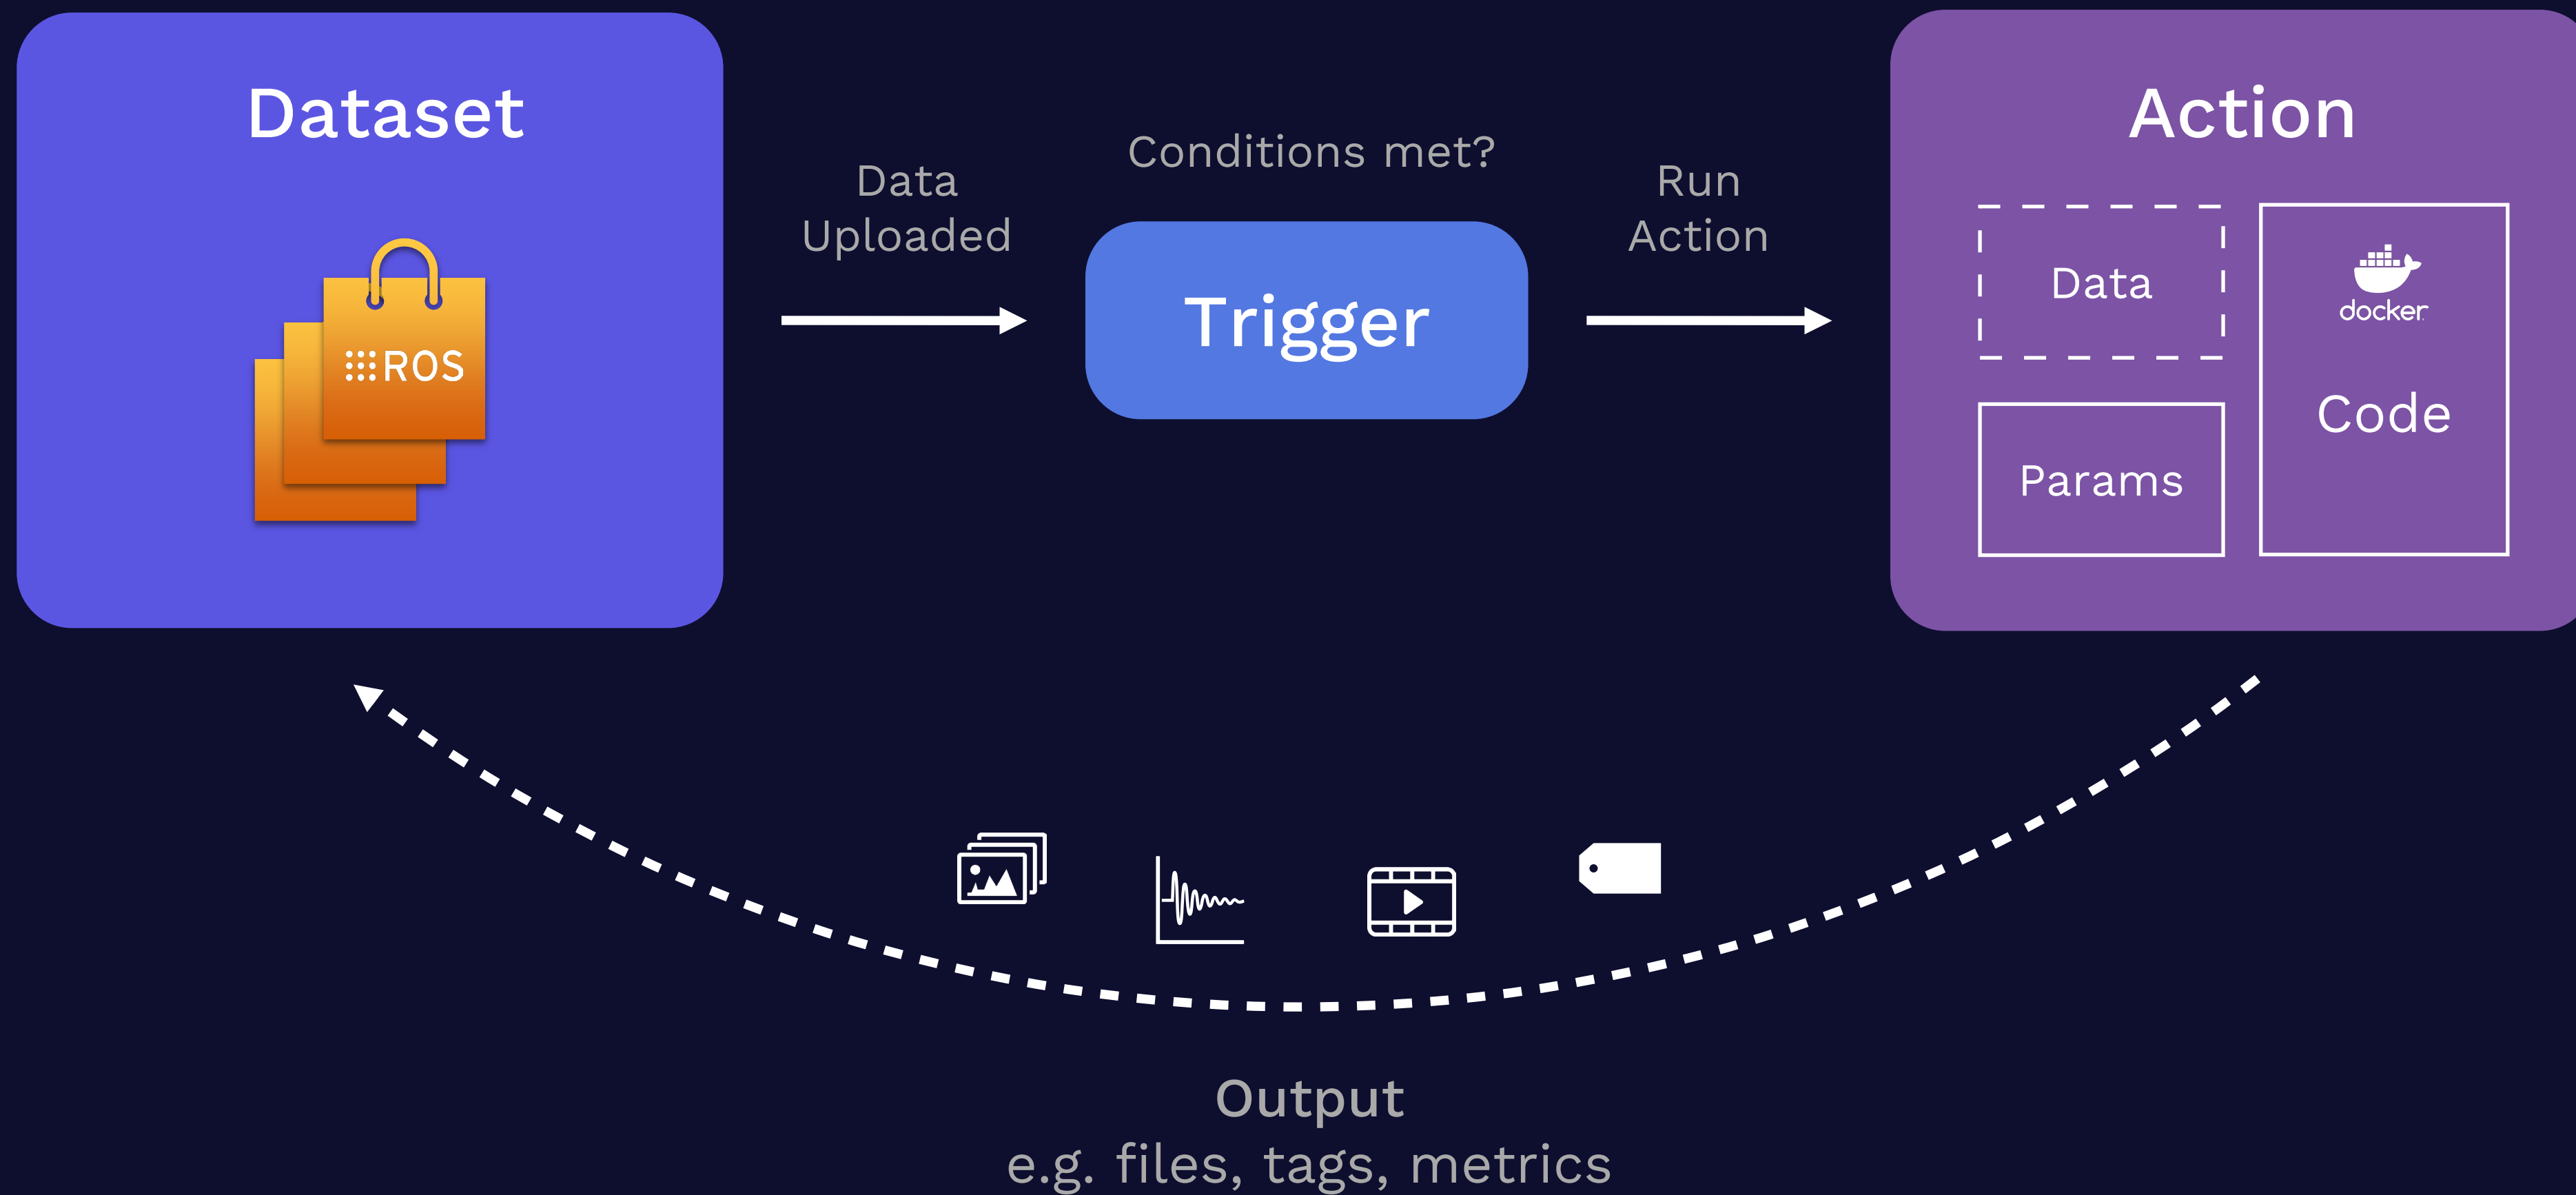 Dataset
ROS
Data
Uploaded
Conditions met?
Trigger
Run
Action
Action
Data
Params
docker
Code
Output
e.g. files, tags, metrics